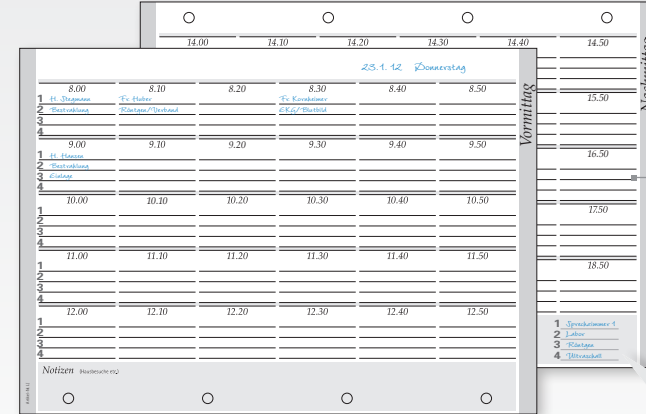 14.00 14.10 14.20 14.30 14.40 14.50
15.50
16.50
17.50
18.50
Nachmittag
1 Sprechzimmer 1
2 Labor
3 Röntgen
4 Ultraschall
23.1.12 Donnerstag
Vormittag
8.00 8.10 8.20 8.30 8.40 8.50
1 H. Stegmann Fr. Huber Fr. Kornheimer
2 Bestrahlung Röntgen/Verband EKG/Blutbild
3
4
9.00 9.10 9.20 9.30 9.40 9.50
1 H. Hansen
2 Bestrahlung
3 Einlage
4
10.00 10.10 10.20 10.30 10.40 10.50
1
2
3
4
11.00 11.10 11.20 11.30 11.40 11.50
1
2
3
4
12.00 12.10 12.20 12.30 12.40 12.50
1
2
3
4
Notizen (Hausbesuche etc.)